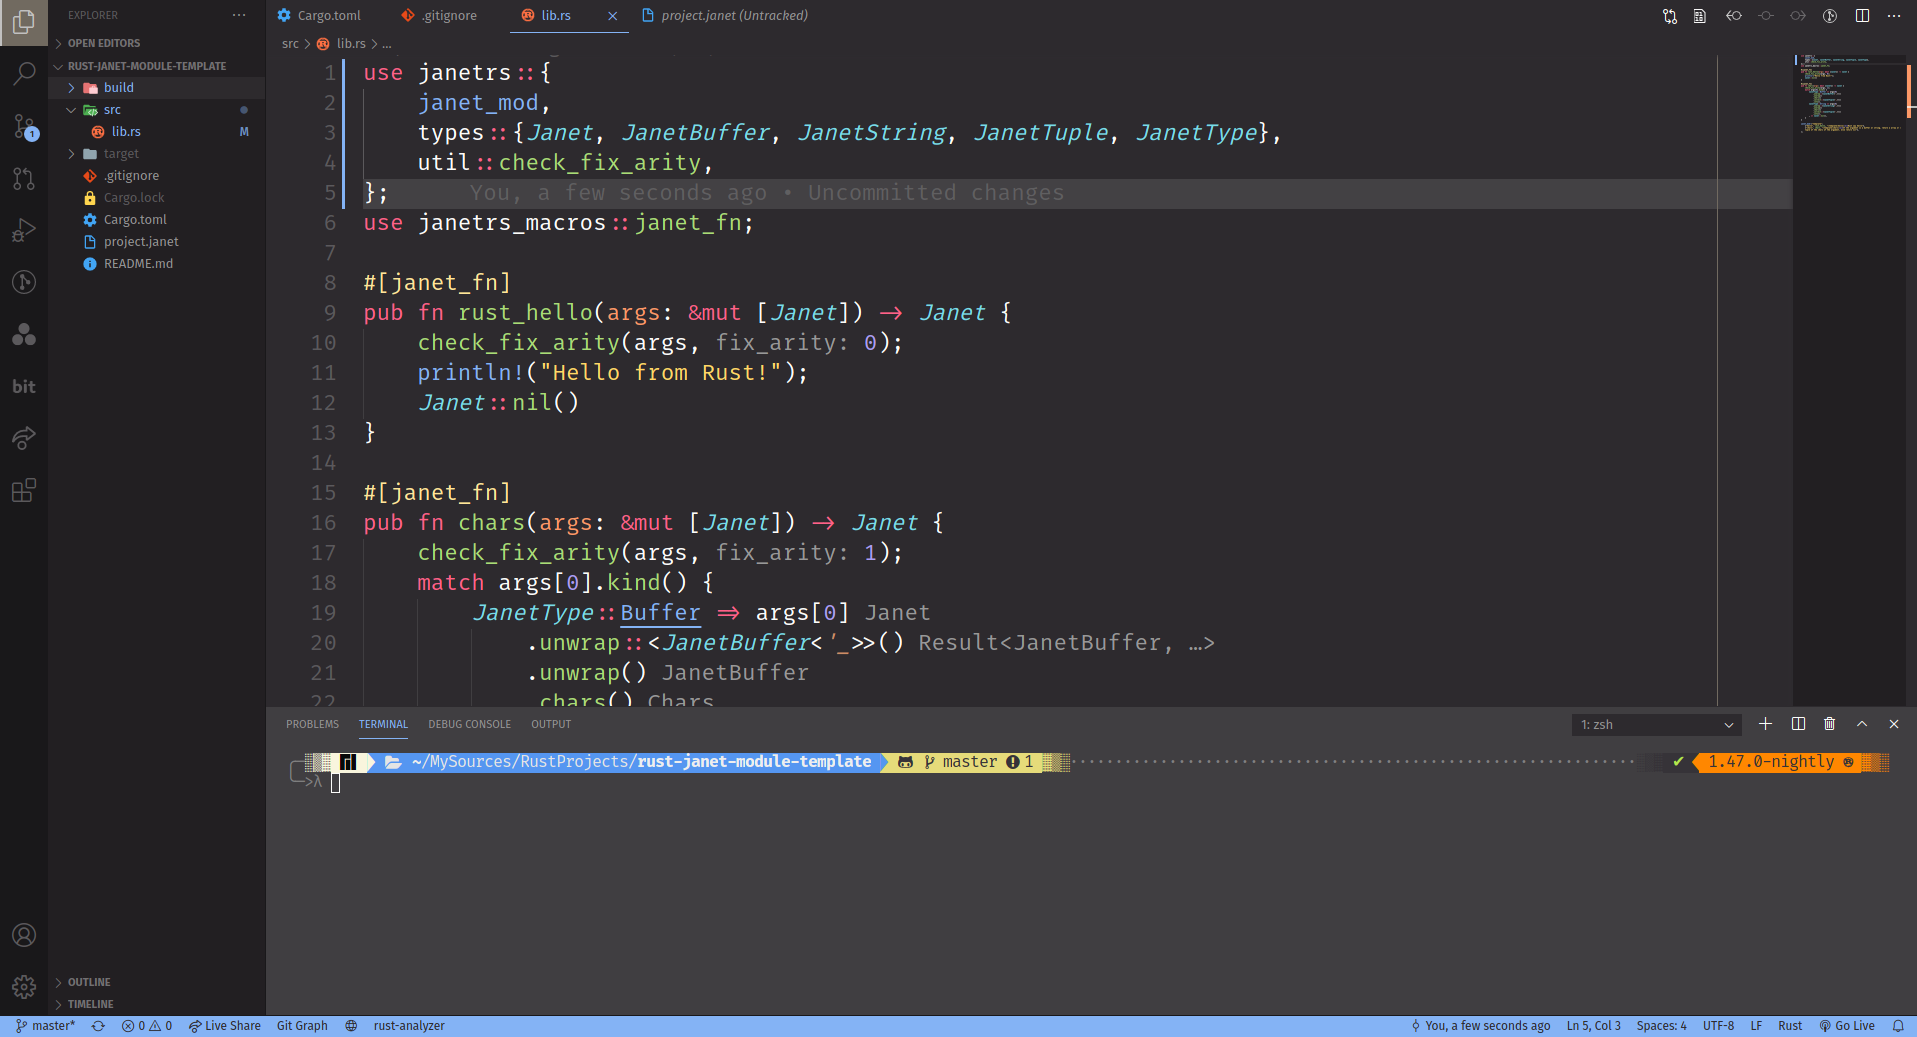 EXPLORER
OPEN EDITORS
RUST-JANET-MODULE-TEMPLATE
build
src
lib.rs M
target
.gitignore
Cargo.lock
Cargo.toml
project.janet
README.md
OUTLINE
TIMELINE
1
bit
Cargo.toml .gitignore lib.rs project.janet (Untracked)
src > lib.rs > ...
1 use janetrs::{
2 janet_mod,
3 types::{Janet, JanetBuffer, JanetString, JanetTuple, JanetType},
4 util::check_fix_arity,
5 }; You, a few seconds ago • Uncommitted changes
6 use janetrs_macros::janet_fn;
7
8 #[janet_fn]
9 pub fn rust_hello(args: &mut [Janet]) -> Janet {
10 check_fix_arity(args, fix_arity: 0);
11 println!("Hello from Rust!");
12 Janet::nil()
13 }
14
15 #[janet_fn]
16 pub fn chars(args: &mut [Janet]) -> Janet {
17 check_fix_arity(args, fix_arity: 1);
18 match args[0].kind() {
19 JanetType::Buffer => args[0] Janet
20 .unwrap::<JanetBuffer<'_>>() Result<JanetBuffer, …>
21 .unwrap() JanetBuffer
22 .chars() Chars
PROBLEMS TERMINAL DEBUG CONSOLE OUTPUT 1: zsh
~/MySources/RustProjects/rust-janet-module-template master 1 ✔ 1.47.0-nightly
>λ
master* 0 0 Live Share Git Graph rust-analyzer You, a few seconds ago Ln 5, Col 3 Spaces: 4 UTF-8 LF Rust Go Live